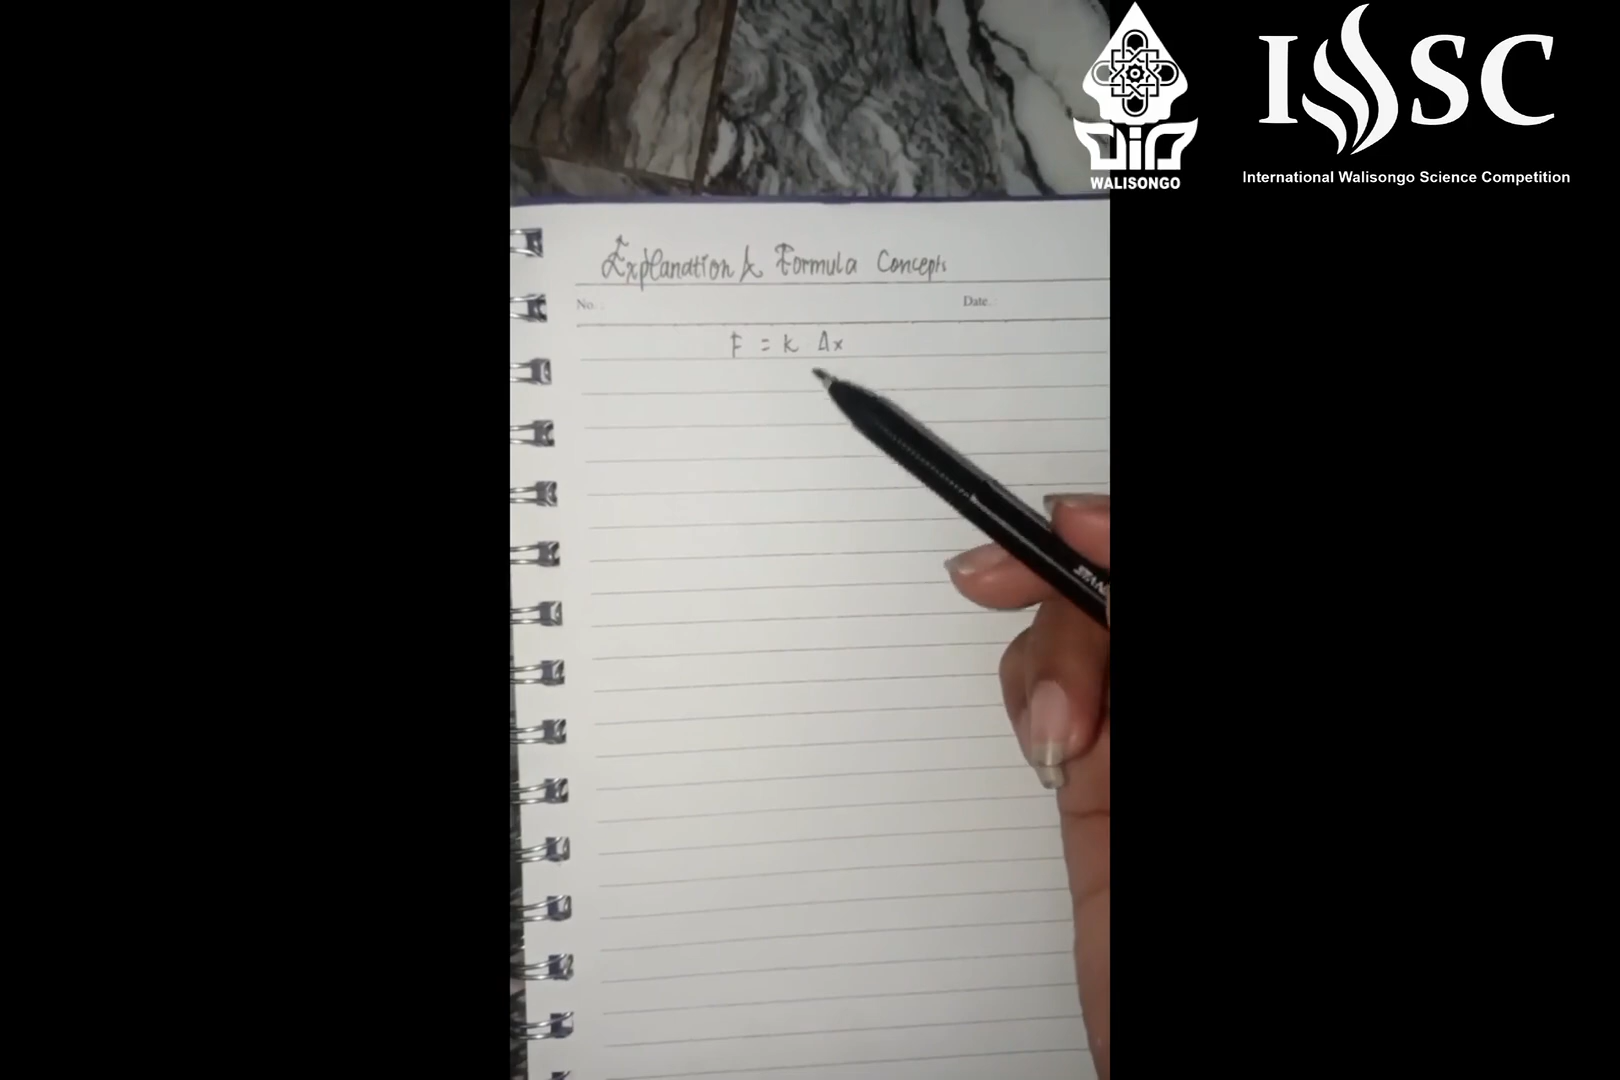 WALISONGO
ISSC
International Walisongo Science Competition
Explanation & Formula Concepts
No. :
Date. :
F = k Δx